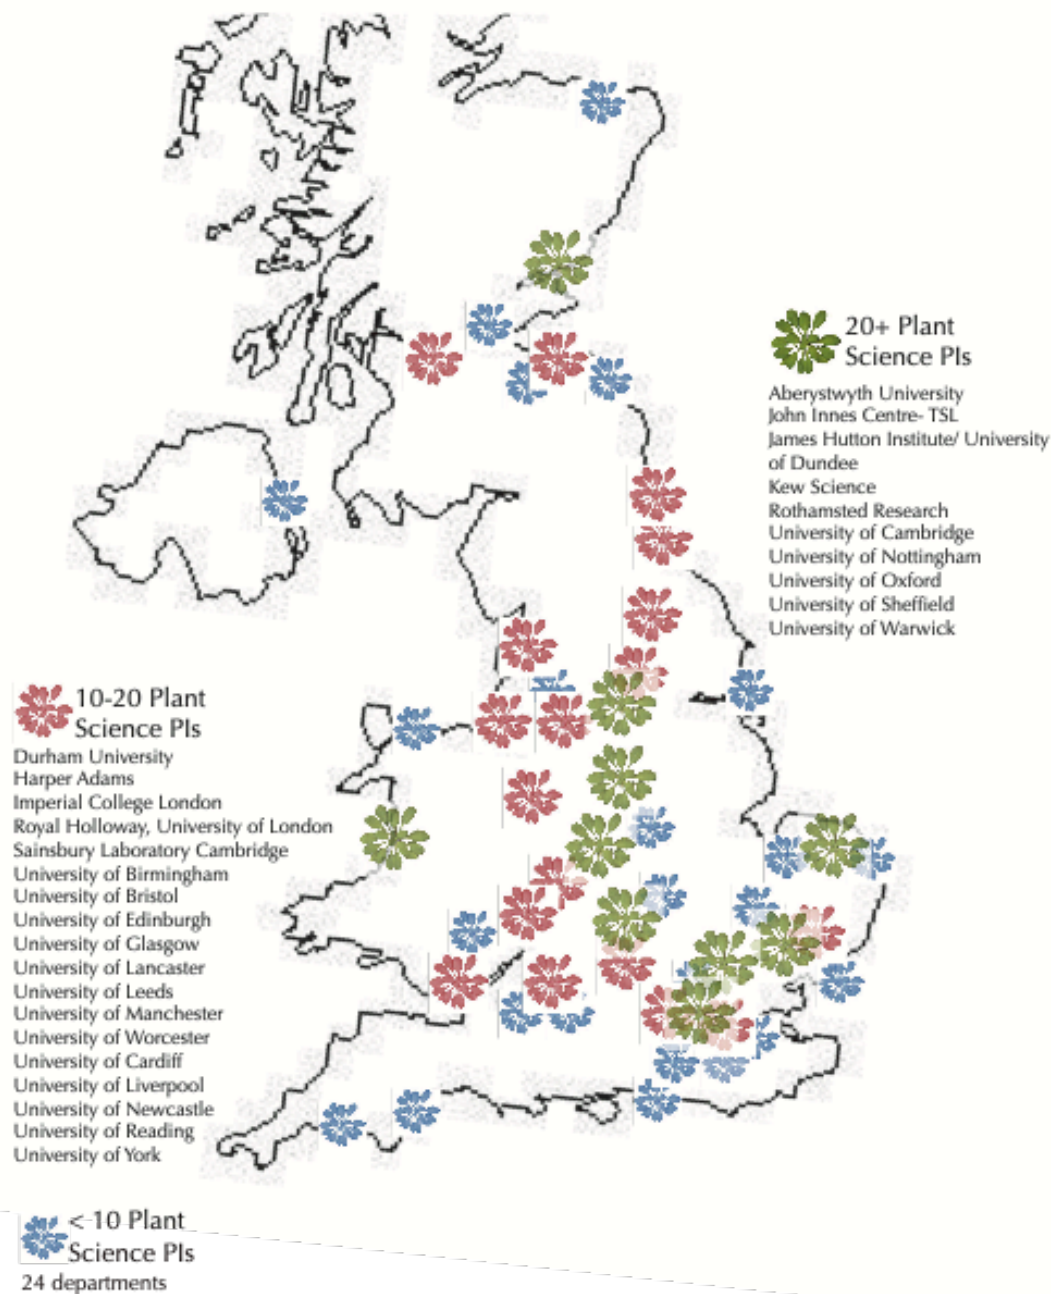 20+ Plant
Science PIs
Aberystwyth University
John Innes Centre- TSL
James Hutton Institute/ University
of Dundee
Kew Science
Rothamsted Research
University of Cambridge
University of Nottingham
University of Oxford
University of Sheffield
University of Warwick
10-20 Plant
Science PIs
Durham University
Harper Adams
Imperial College London
Royal Holloway, University of London
Sainsbury Laboratory Cambridge
University of Birmingham
University of Bristol
University of Edinburgh
University of Glasgow
University of Lancaster
University of Leeds
University of Manchester
University of Worcester
University of Cardiff
University of Liverpool
University of Newcastle
University of Reading
University of York
<-10 Plant
Science PIs
24 departments